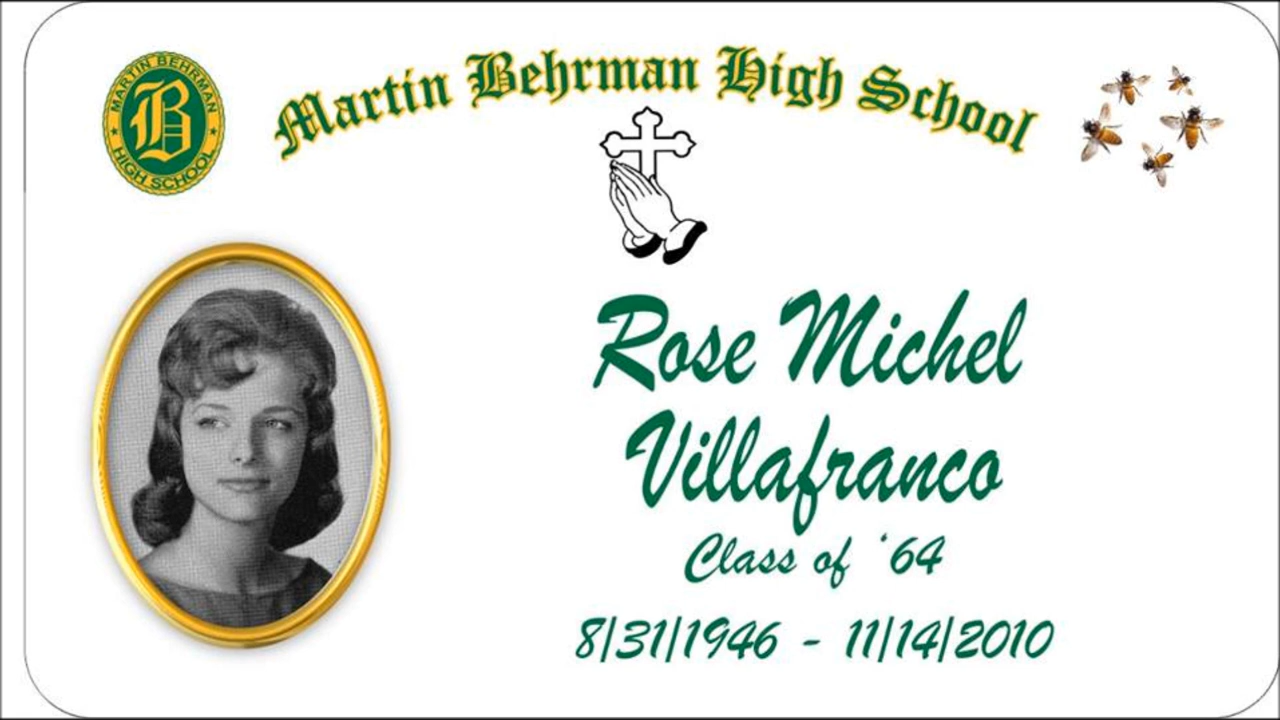 MARTIN BEHRMAN
B
HIGH SCHOOL
Martin Behrman High School
Rose Michel
Villafranco
Class of ‘64
8/31/1946 - 11/14/2010